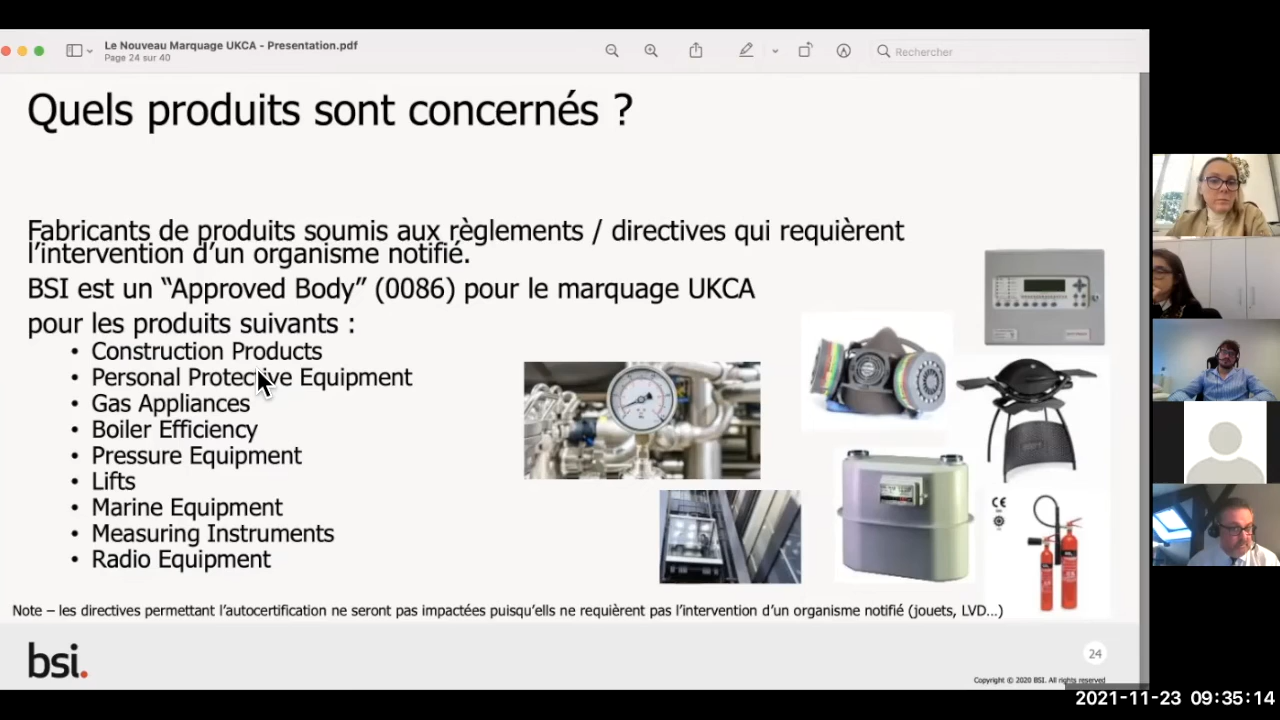 Le Nouveau Marquage UKCA - Presentation.pdf
Page 24 sur 40
Rechercher
Quels produits sont concernés ?
Fabricants de produits soumis aux règlements / directives qui requièrent
l'intervention d'un organisme notifié.
BSI est un “Approved Body” (0086) pour le marquage UKCA
pour les produits suivants :
• Construction Products
• Personal Protective Equipment
• Gas Appliances
• Boiler Efficiency
• Pressure Equipment
• Lifts
• Marine Equipment
• Measuring Instruments
• Radio Equipment
CE
Note – les directives permettant l'autocertification ne seront pas impactées puisqu'ells ne requièrent pas l'intervention d'un organisme notifié (jouets, LVD...)
bsi.
24
Copyright © 2020 BSI. All rights reserved
2021-11-23 09:35:14